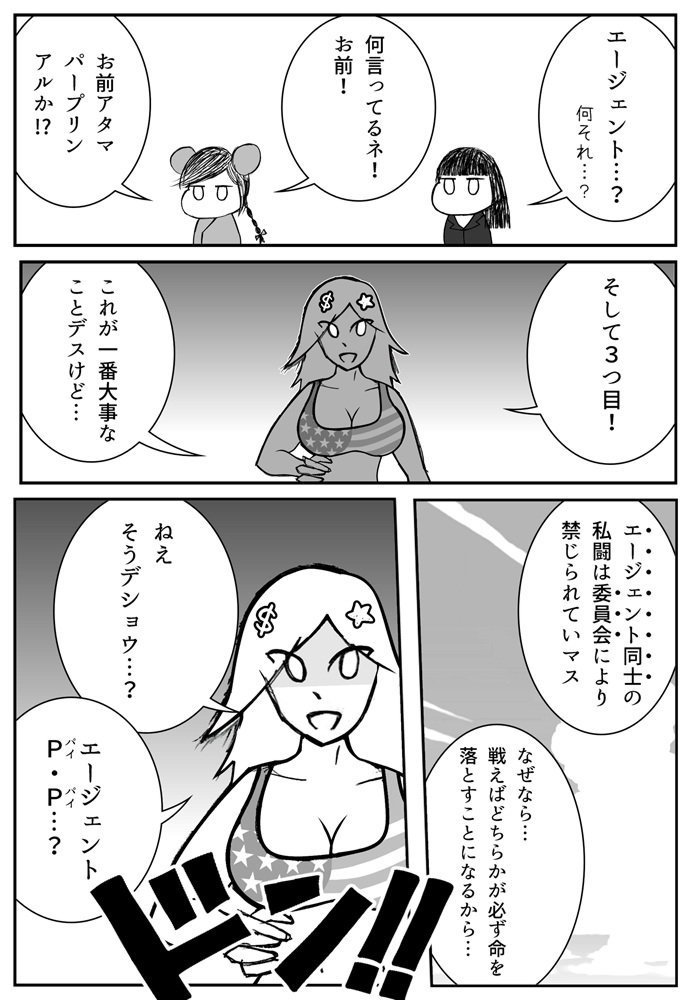 エージェント…?
何それ…?
何言ってるネ!
お前!
お前アタマ
パープリン
アルか!?
そして3つ目!
これが一番大事な
ことデスけど…
エージェント同士の
私闘は委員会により
禁じられていマス
なぜなら…
戦えばどちらかが必ず命を
落とすことになるから…
ねえ
そうデショウ…?
エージェント
P・P…?
パイ パイ
ドン!!